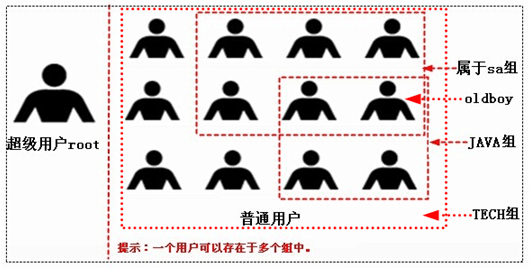 超级用户root
属于sa组
oldboy
JAVA组
TECH组
普通用户
提示：一个用户可以存在于多个组中。